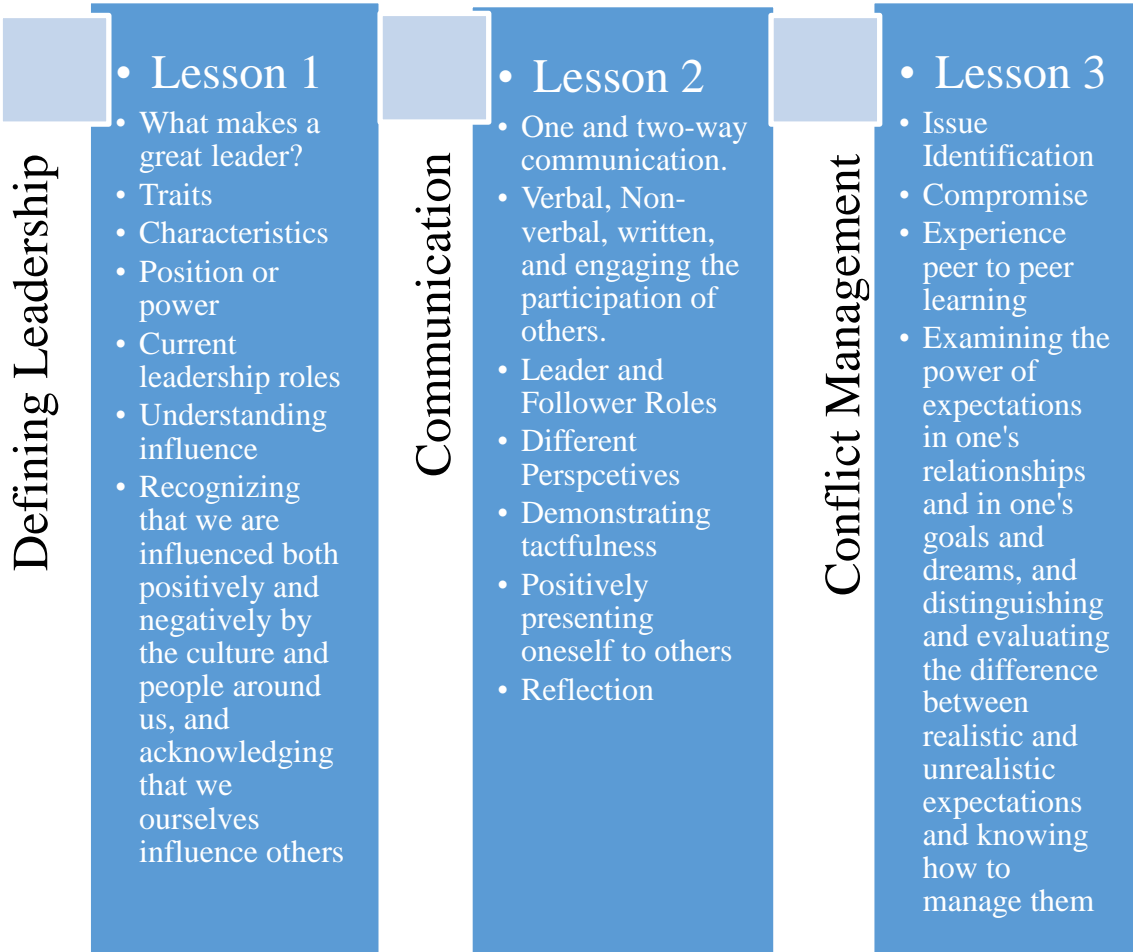 Defining Leadership
• Lesson 1
• What makes a
great leader?
• Traits
• Characteristics
• Position or
power
• Current
leadership roles
• Understanding
influence
• Recognizing
that we are
influenced both
positively and
negatively by
the culture and
people around
us, and
acknowledging
that we
ourselves
influence others
Communication
• Lesson 2
• One and two-way
communication.
• Verbal, Non-
verbal, written,
and engaging the
participation of
others.
• Leader and
Follower Roles
• Different
Perspcetives
• Demonstrating
tactfulness
• Positively
presenting
oneself to others
• Reflection
Conflict Management
• Lesson 3
• Issue
Identification
• Compromise
• Experience
peer to peer
learning
• Examining the
power of
expectations
in one's
relationships
and in one's
goals and
dreams, and
distinguishing
and evaluating
the difference
between
realistic and
unrealistic
expectations
and knowing
how to
manage them